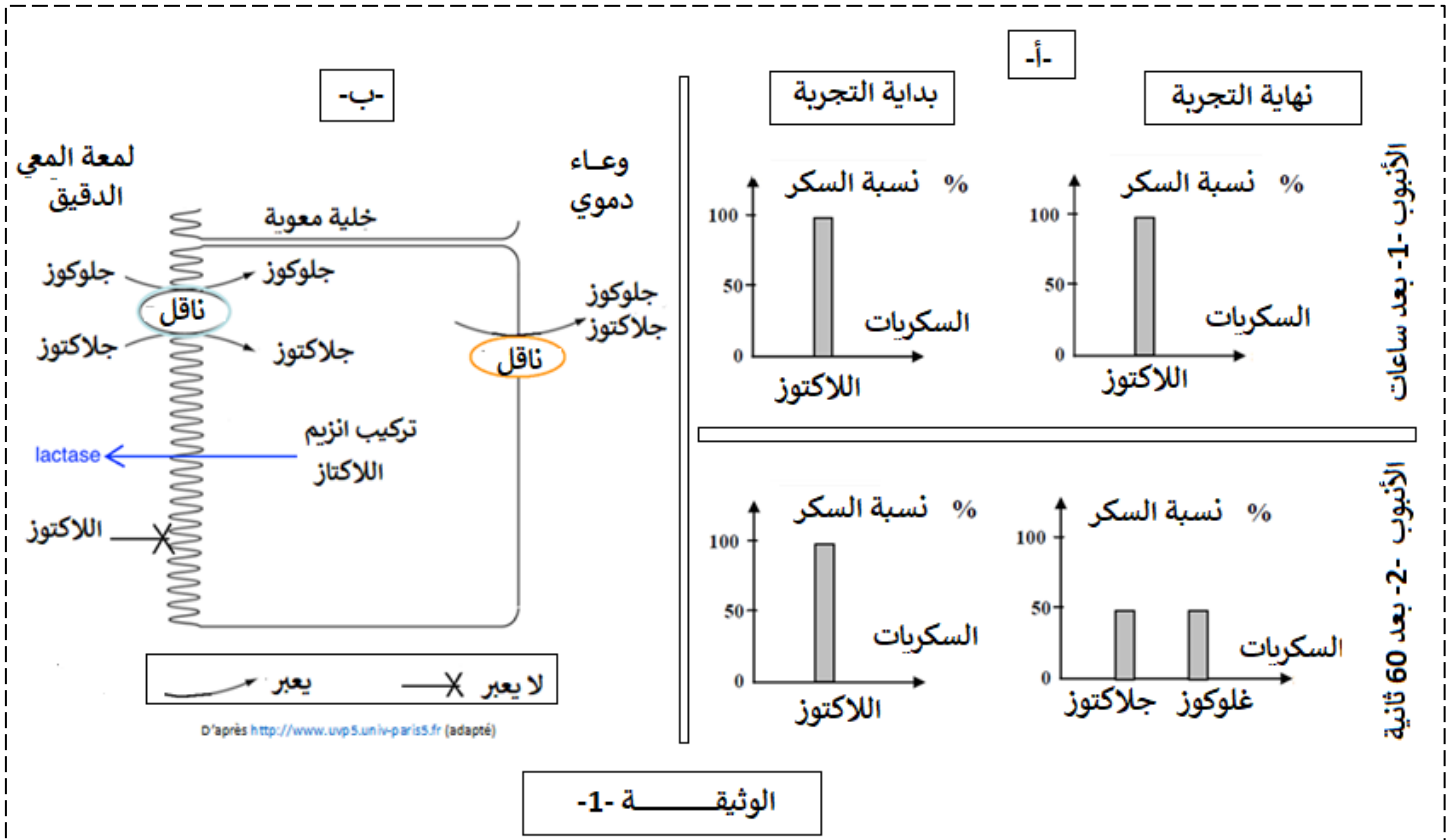 -أ-
بداية التجربة
نهاية التجربة
الأنبوب -1- بعد ساعات
نسبة السكر %
100
50
0
السكريات
اللاكتوز
نسبة السكر %
100
50
0
السكريات
اللاكتوز
الأنبوب -2- بعد 60 ثانية
نسبة السكر %
100
50
0
السكريات
اللاكتوز
نسبة السكر %
100
50
0
السكريات
جلاكتوز غلوكوز
-ب-
وعـاء
دموي
لمعة المعي
الدقيق
خلية معوية
جلوكوز
جلوكوز
ناقل
جلاكتوز
جلاكتوز
جلوكوز
جلاكتوز
ناقل
تركيب انزيم
اللاكتاز
lactase
اللاكتوز
يعبر
لا يعبر
D'après http://www.uvp5.univ-paris5.fr (adapté)
الوثيقـــــــة -1-